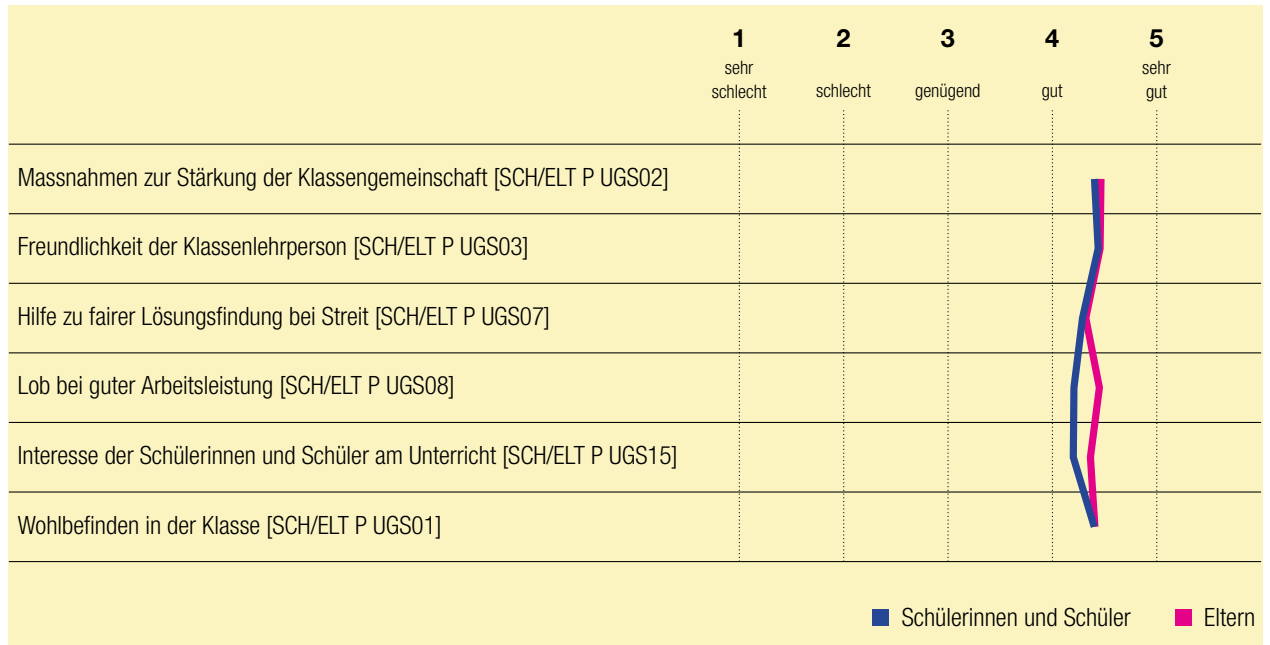 1 2 3 4 5
sehr schlecht schlecht genügend gut sehr gut
Massnahmen zur Stärkung der Klassengemeinschaft [SCH/ELT P UGS02]
Freundlichkeit der Klassenlehrperson [SCH/ELT P UGS03]
Hilfe zu fairer Lösungsfindung bei Streit [SCH/ELT P UGS07]
Lob bei guter Arbeitsleistung [SCH/ELT P UGS08]
Interesse der Schülerinnen und Schüler am Unterricht [SCH/ELT P UGS15]
Wohlbefinden in der Klasse [SCH/ELT P UGS01]
Schülerinnen und Schüler Eltern